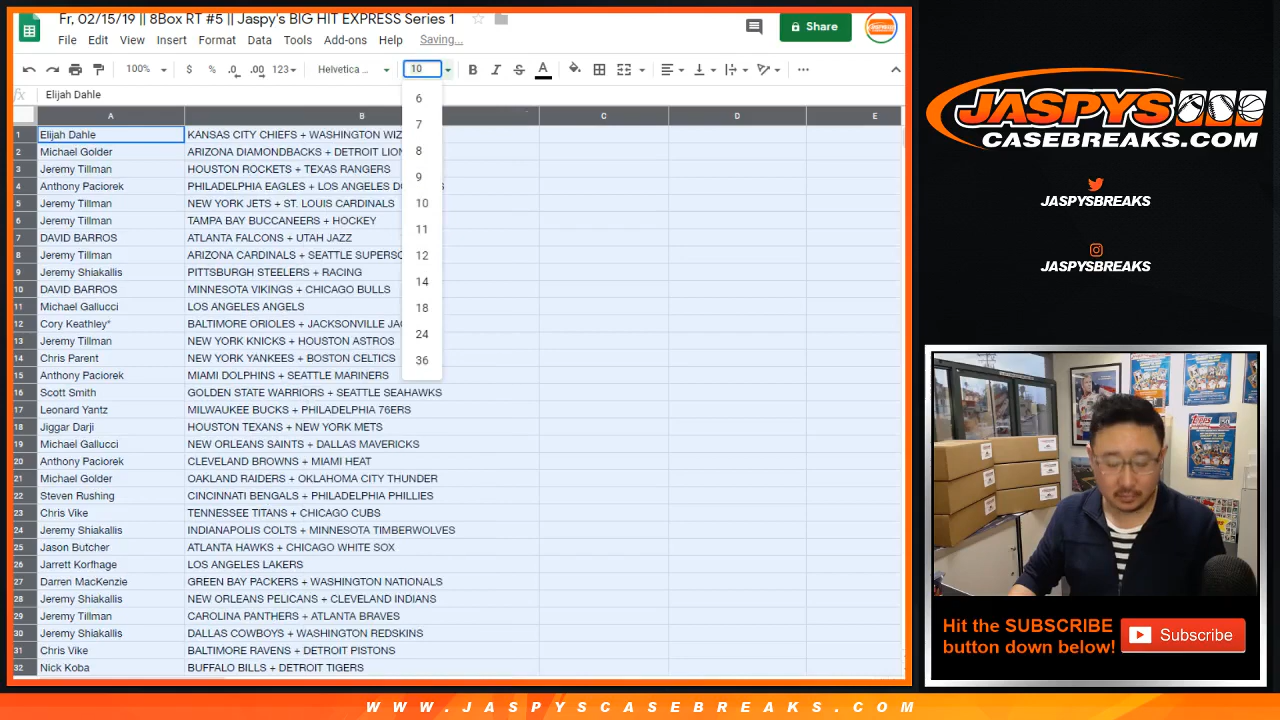 Fr, 02/15/19 || 8Box RT #5 || Jaspy's BIG HIT EXPRESS Series 1
File Edit View Insert Format Data Tools Add-ons Help Saving...
Share
100% $ % .0 .00 123 Helvetica ... 10 B I S A
fx Elijah Dahle
A B C D E
1 Elijah Dahle KANSAS CITY CHIEFS + WASHINGTON WIZ
2 Michael Golder ARIZONA DIAMONDBACKS + DETROIT LION
3 Jeremy Tillman HOUSTON ROCKETS + TEXAS RANGERS
4 Anthony Paciorek PHILADELPHIA EAGLES + LOS ANGELES D S
5 Jeremy Tillman NEW YORK JETS + ST. LOUIS CARDINALS
6 Jeremy Tillman TAMPA BAY BUCCANEERS + HOCKEY
7 DAVID BARROS ATLANTA FALCONS + UTAH JAZZ
8 Jeremy Tillman ARIZONA CARDINALS + SEATTLE SUPERSO
9 Jeremy Shiakallis PITTSBURGH STEELERS + RACING
10 DAVID BARROS MINNESOTA VIKINGS + CHICAGO BULLS
11 Michael Gallucci LOS ANGELES ANGELS
12 Cory Keathley* BALTIMORE ORIOLES + JACKSONVILLE JA
13 Jeremy Tillman NEW YORK KNICKS + HOUSTON ASTROS
14 Chris Parent NEW YORK YANKEES + BOSTON CELTICS
15 Anthony Paciorek MIAMI DOLPHINS + SEATTLE MARINERS
16 Scott Smith GOLDEN STATE WARRIORS + SEATTLE SEAHAWKS
17 Leonard Yantz MILWAUKEE BUCKS + PHILADELPHIA 76ERS
18 Jiggar Darji HOUSTON TEXANS + NEW YORK METS
19 Michael Gallucci NEW ORLEANS SAINTS + DALLAS MAVERICKS
20 Anthony Paciorek CLEVELAND BROWNS + MIAMI HEAT
21 Michael Golder OAKLAND RAIDERS + OKLAHOMA CITY THUNDER
22 Steven Rushing CINCINNATI BENGALS + PHILADELPHIA PHILLIES
23 Chris Vike TENNESSEE TITANS + CHICAGO CUBS
24 Jeremy Shiakallis INDIANAPOLIS COLTS + MINNESOTA TIMBERWOLVES
25 Jason Butcher ATLANTA HAWKS + CHICAGO WHITE SOX
26 Jarrett Korfhage LOS ANGELES LAKERS
27 Darren MacKenzie GREEN BAY PACKERS + WASHINGTON NATIONALS
28 Jeremy Shiakallis NEW ORLEANS PELICANS + CLEVELAND INDIANS
29 Jeremy Tillman CAROLINA PANTHERS + ATLANTA BRAVES
30 Jeremy Shiakallis DALLAS COWBOYS + WASHINGTON REDSKINS
31 Chris Vike BALTIMORE RAVENS + DETROIT PISTONS
32 Nick Koba BUFFALO BILLS + DETROIT TIGERS
6
7
8
9
10
11
12
14
18
24
36
JASPYS
CASEBREAKS.COM
JASPYSBREAKS
JASPYSBREAKS
Topps
Hit the SUBSCRIBE
button down below!
Subscribe
WWW.JASPYSCASEBREAKS.COM